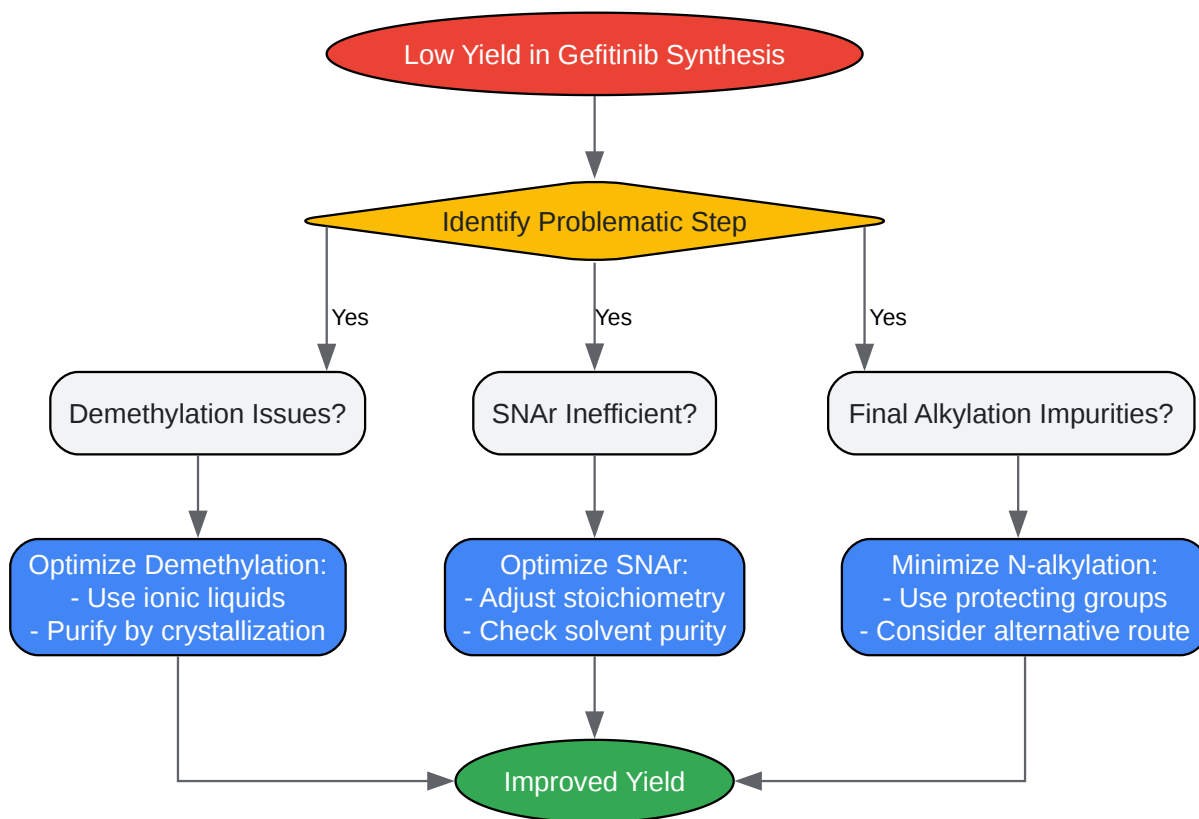 Low Yield in Gefitinib Synthesis
Identify Problematic Step
Yes
Yes
Yes
Demethylation Issues?
SNAr Inefficient?
Final Alkylation Impurities?
Optimize Demethylation:
- Use ionic liquids
- Purify by crystallization
Optimize SNAr:
- Adjust stoichiometry
- Check solvent purity
Minimize N-alkylation:
- Use protecting groups
- Consider alternative route
Improved Yield